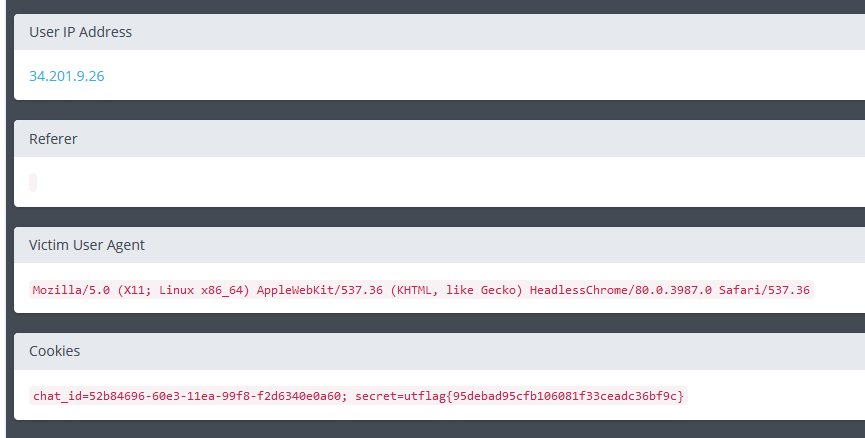 User IP Address
34.201.9.26
Referer
Victim User Agent
Mozilla/5.0 (X11; Linux x86_64) AppleWebKit/537.36 (KHTML, like Gecko) HeadlessChrome/80.0.3987.0 Safari/537.36
Cookies
chat_id=52b84696-60e3-11ea-99f8-f2d6340e0a60; secret=utflag{95debad95cfb106081f33ceadc36bf9c}